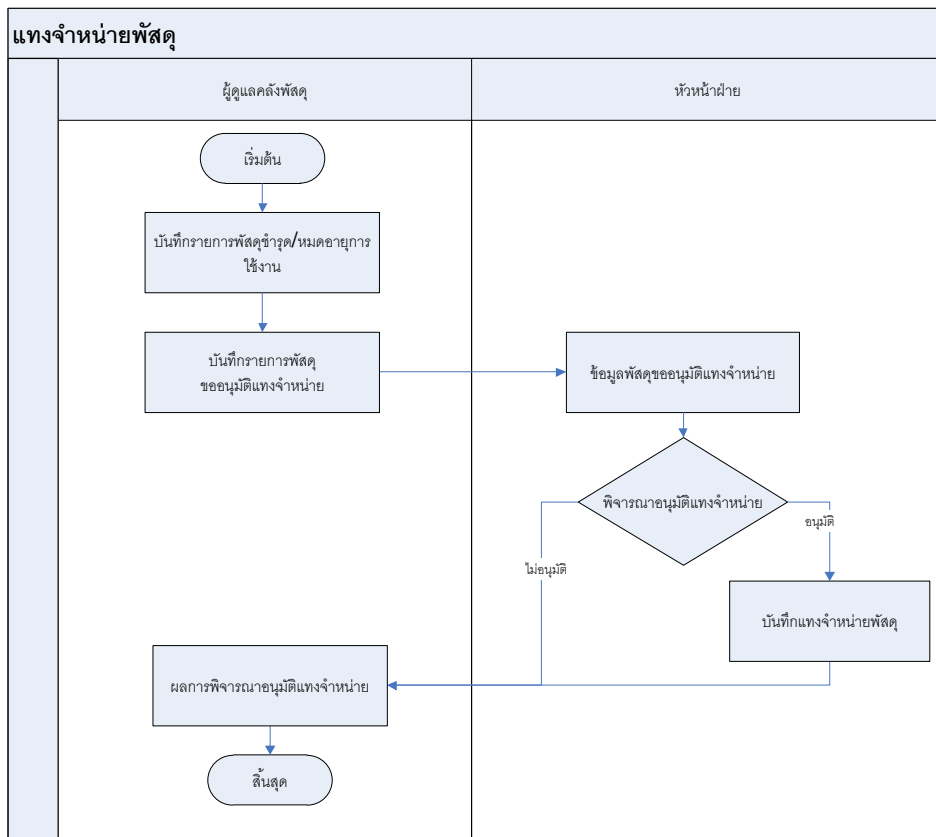 แทงจำหน่ายพัสดุ
ผู้ดูแลคลังพัสดุ
หัวหน้าฝ่าย
เริ่มต้น
บันทึกรายการพัสดุชำรุด/หมดอายุการ
ใช้งาน
บันทึกรายการพัสดุ
ขออนุมัติแทงจำหน่าย
ข้อมูลพัสดุขออนุมัติแทงจำหน่าย
พิจารณาอนุมัติแทงจำหน่าย
อนุมัติ
ไม่อนุมัติ
บันทึกแทงจำหน่ายพัสดุ
ผลการพิจารณาอนุมัติแทงจำหน่าย
สิ้นสุด